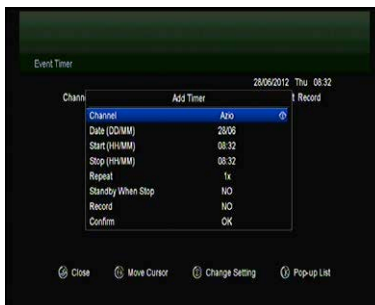 Event Timer
28/06/2012 Thu 08:32
Chann
t Record
Add Timer
Channel Azio
Date (DD/MM) 28/06
Start (HH/MM) 08:32
Stop (HH/MM) 08:32
Repeat 1x
Standby When Stop NO
Record NO
Confirm OK
Close Move Cursor Change Setting Pop-up List